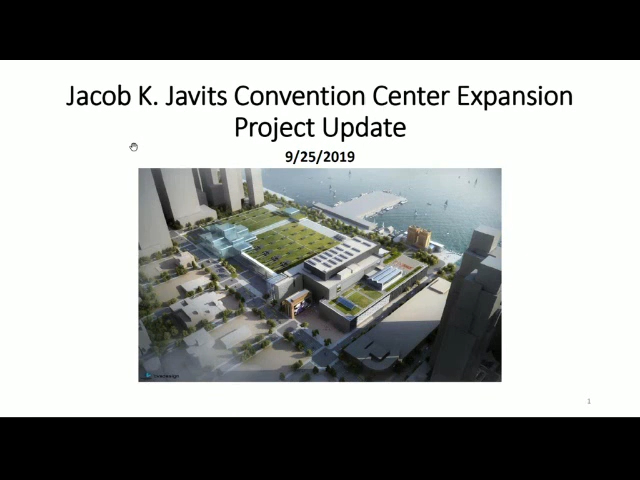 Jacob K. Javits Convention Center Expansion
Project Update
9/25/2019
1